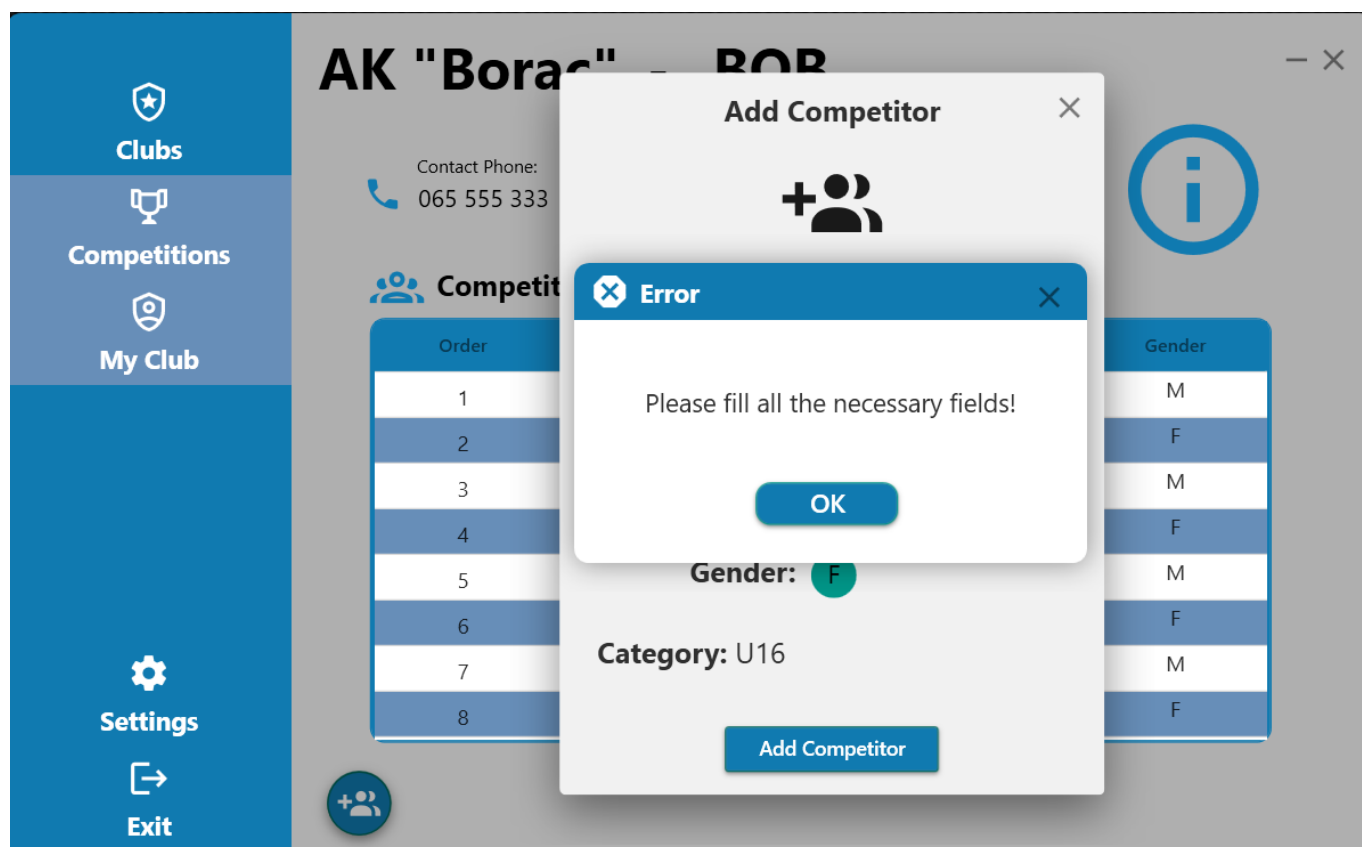 Clubs
Competitions
My Club
Settings
Exit
AK "Borac" - BOB
Contact Phone:
065 555 333
Competit
Order
Gender
1
M
2
F
3
M
4
F
5
M
6
F
7
M
8
F
Add Competitor
Error
Please fill all the necessary fields!
OK
Gender: F
Category: U16
Add Competitor